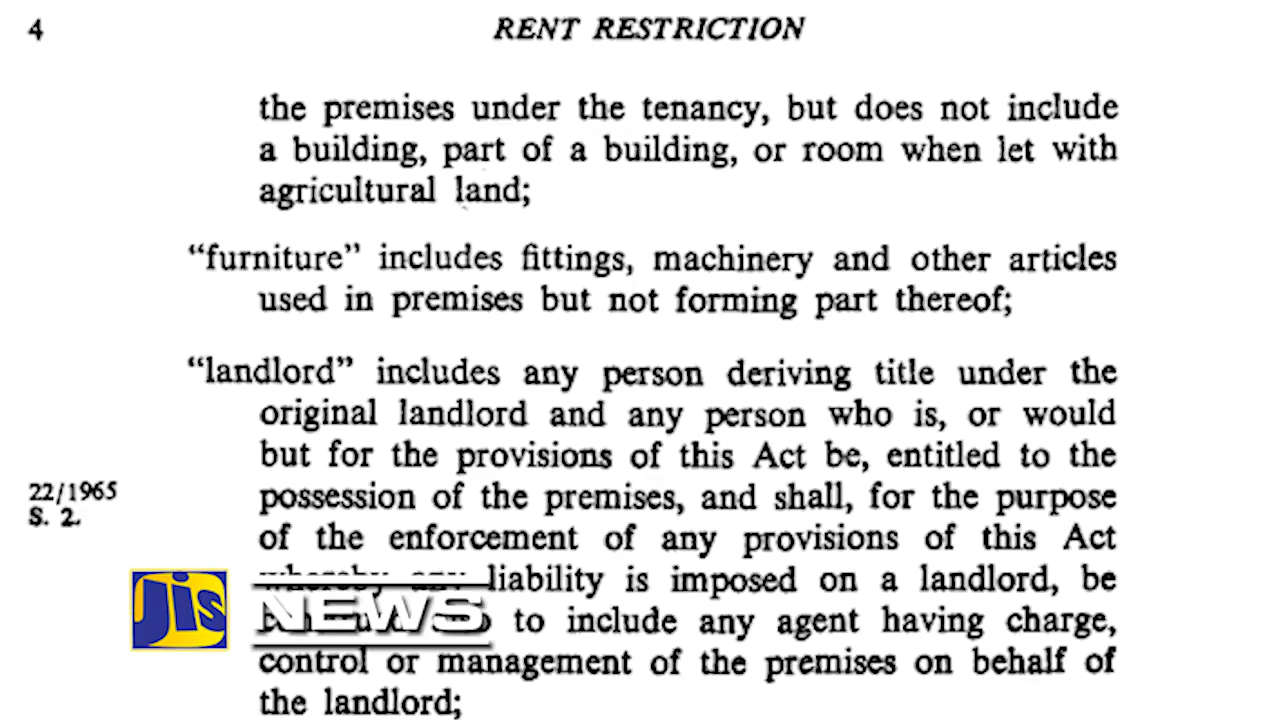 4
RENT RESTRICTION
the premises under the tenancy, but does not include
a building, part of a building, or room when let with
agricultural land;
“furniture” includes fittings, machinery and other articles
used in premises but not forming part thereof;
“landlord” includes any person deriving title under the
original landlord and any person who is, or would
but for the provisions of this Act be, entitled to the
22/1965
S. 2.
possession of the premises, and shall, for the purpose
of the enforcement of any provisions of this Act
whereby any liability is imposed on a landlord, be
to include any agent having charge,
control or management of the premises on behalf of
the landlord;
JIS
NEWS